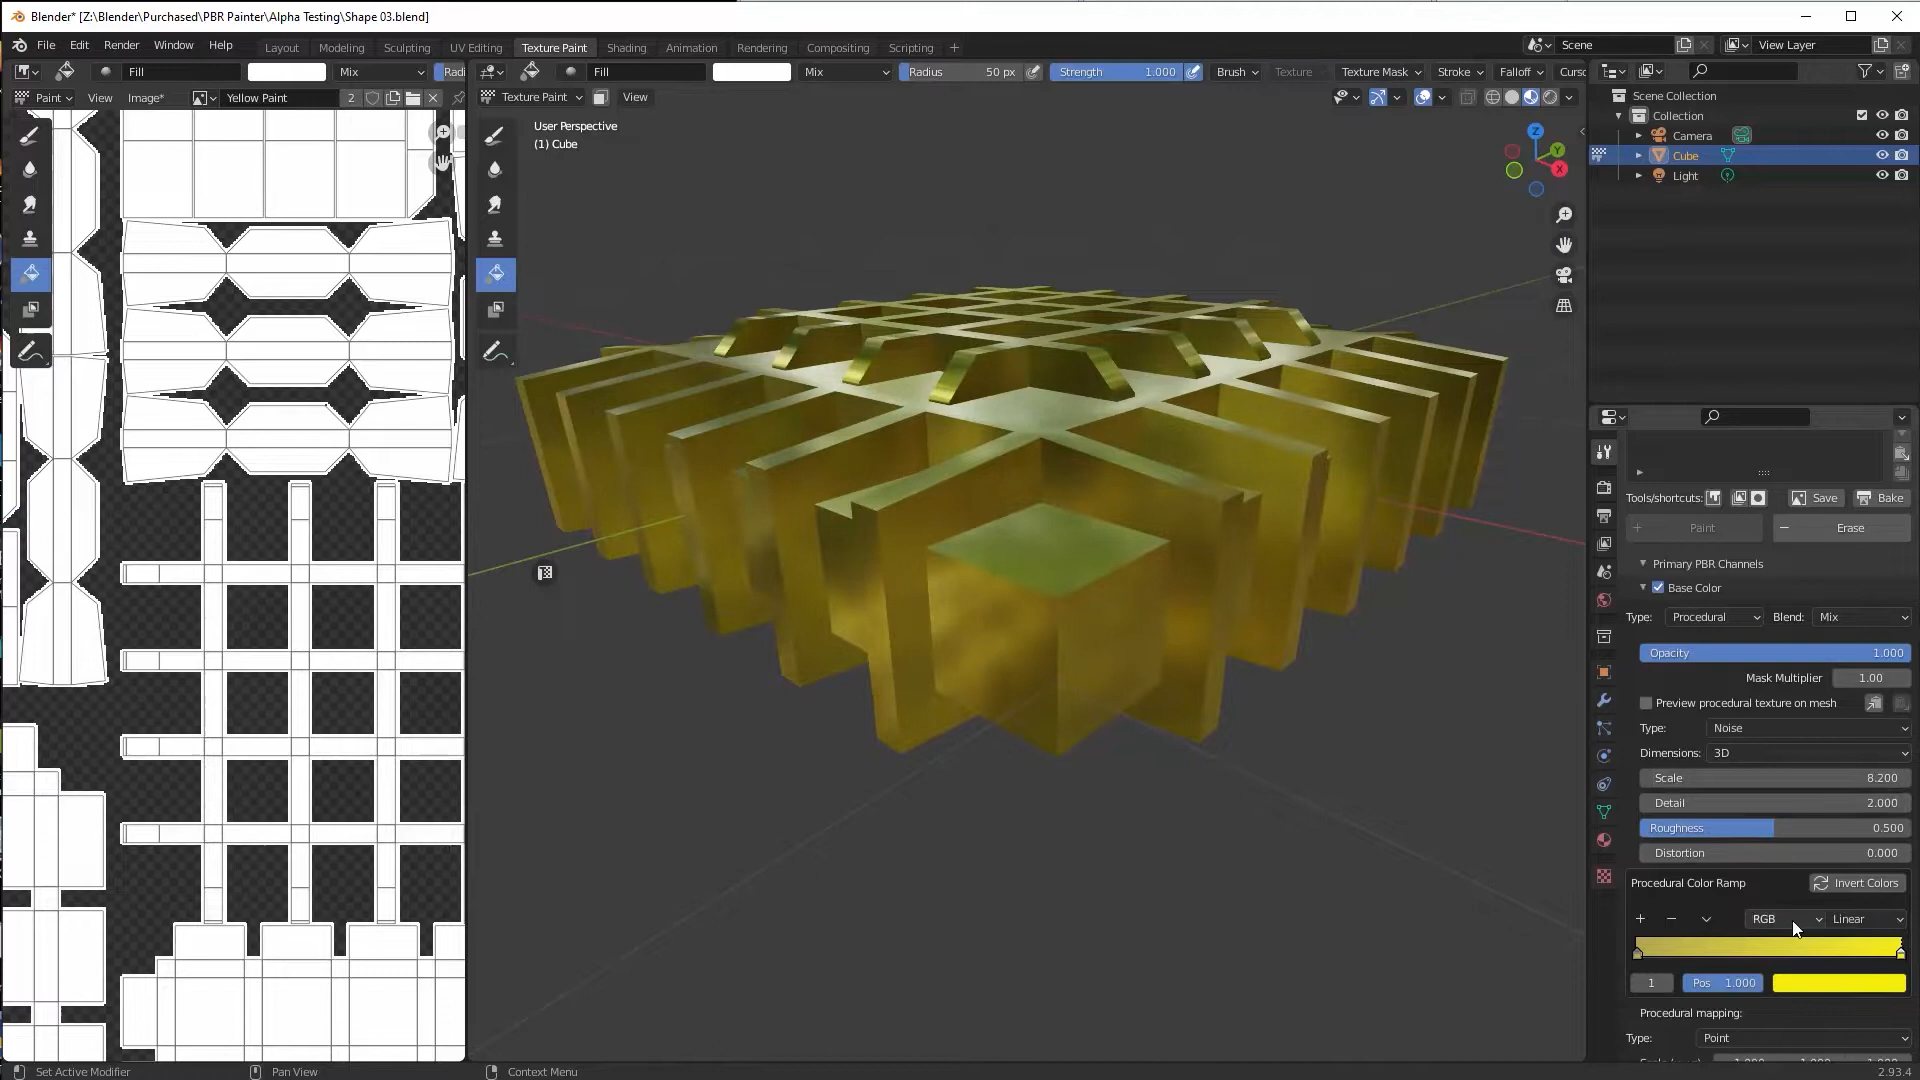 Blender* [Z:\Blender\Purchased\PBR Painter\Alpha Testing\Shape 03.blend]
File Edit Render Window Help Layout Modeling Sculpting UV Editing Texture Paint Shading Animation Rendering Compositing Scripting + Scene View Layer
Fill Mix Radi Fill Mix Radius 50 px Strength 1.000 Brush Texture Texture Mask Stroke Falloff Curso
Paint View Image* Yellow Paint 2 Texture Paint View
User Perspective
(1) Cube
Z
Y
X
Scene Collection
Collection
Camera
Cube
Light
Tools/shortcuts: Save Bake
Paint Erase
Primary PBR Channels
Base Color
Type: Procedural Blend: Mix
Opacity 1.000
Mask Multiplier 1.00
Preview procedural texture on mesh
Type: Noise
Dimensions: 3D
Scale 8.200
Detail 2.000
Roughness 0.500
Distortion 0.000
Procedural Color Ramp Invert Colors
RGB Linear
1 Pos 1.000
Procedural mapping:
Type: Point
Set Active Modifier Pan View Context Menu 2.93.4